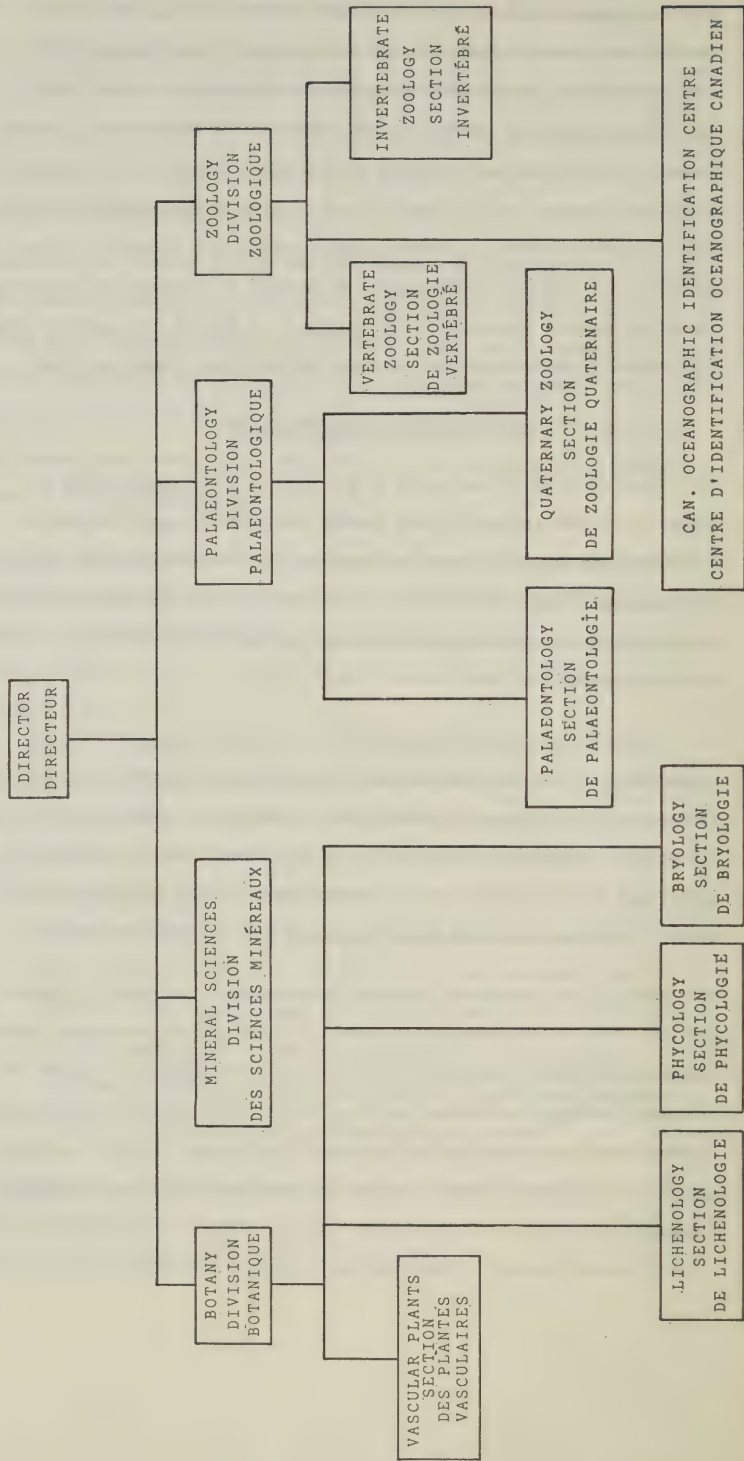 DIRECTOR
DIRECTEUR
BOTANY
DIVISION
BOTANIQUE
MINERAL SCIENCES
DIVISION
DES SCIENCES MINÉREAUX
PALAEONTOLOGY
DIVISION
PALAEONTOLOGIQUE
ZOOLOGY
DIVISION
ZOOLOGIQUE
VASCULAR PLANTS
SECTION
DES PLANTES
VASCULAIRES
LICHENOLOGY
SECTION
DE LICHENOLOGIE
PHYCOLOGY
SECTION
DE PHYCOLOGIE
BRYOLOGY
SECTION
DE BRYOLOGIE
PALAEONTOLOGY
SECTION
DE PALAEONTOLOGIE
QUATERNARY ZOOLOGY
SECTION
DE ZOOLOGIE QUATERNAIRE
VERTEBRATE
ZOOLOGY
SECTION
DE ZOOLOGIE
VERTÉBRÉ
INVERTEBRATE
ZOOLOGY
SECTION
INVERTÉBRÉ
CAN. OCEANOGRAPHIC IDENTIFICATION CENTRE
CENTRE D'IDENTIFICATION OCEANOGRAPHIQUE CANADIEN